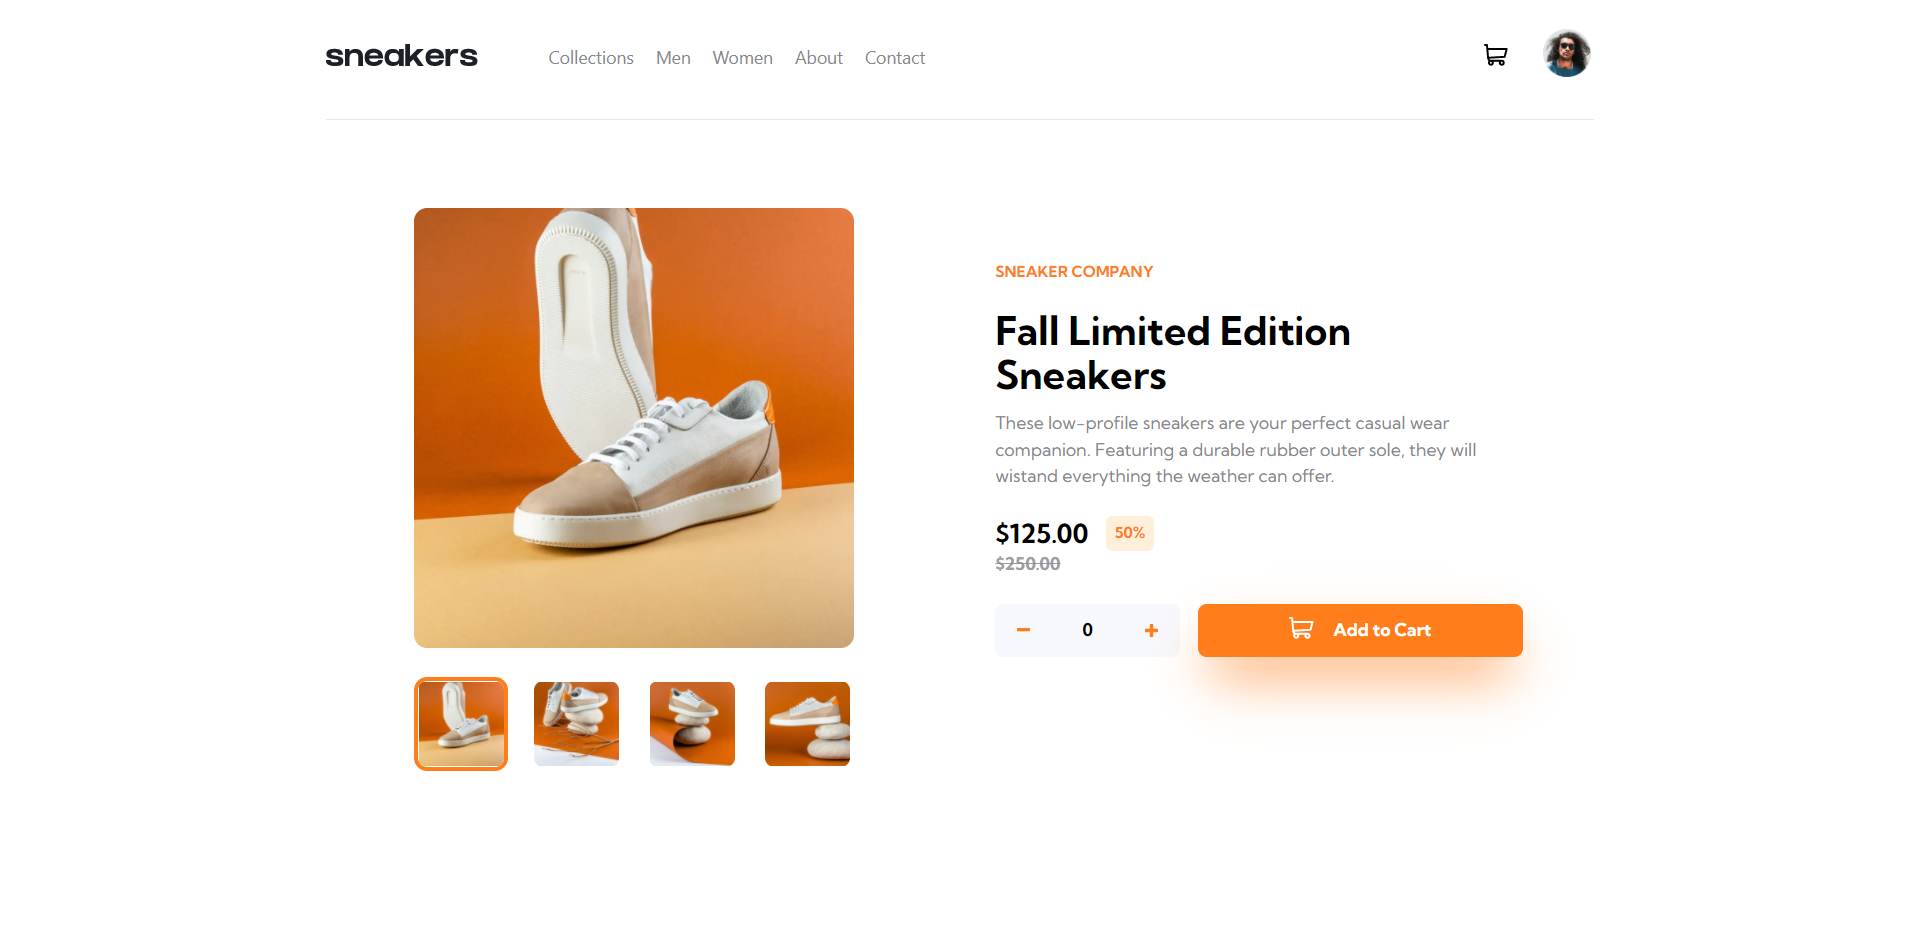 sneakers
Collections Men Women About Contact
SNEAKER COMPANY
Fall Limited Edition
Sneakers
These low-profile sneakers are your perfect casual wear
companion. Featuring a durable rubber outer sole, they will
wistand everything the weather can offer.
$125.00 50%
$250.00
0
Add to Cart